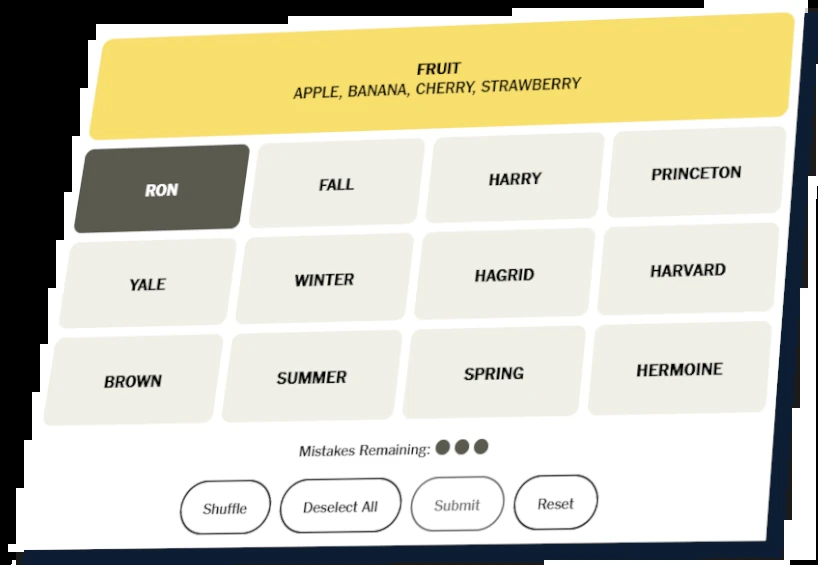 FRUIT
APPLE, BANANA, CHERRY, STRAWBERRY
RON FALL HARRY PRINCETON
YALE WINTER HAGRID HARVARD
BROWN SUMMER SPRING HERMOINE
Mistakes Remaining:
Shuffle Deselect All Submit Reset